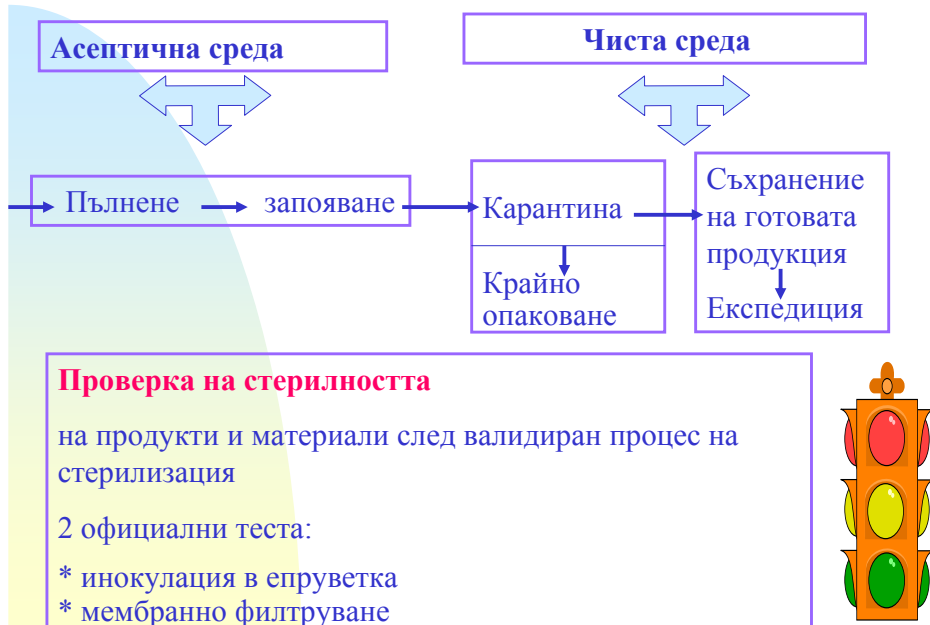 Асептична среда
Чиста среда
Пълнене
запояване
Карантина
Крайно
опаковане
Съхранение
на готовата
продукция
Експедиция
Проверка на стерилността
на продукти и материали след валидиран процес на
стерилизация
2 официални теста:
* инокулация в епруветка
* мембранно филтруване